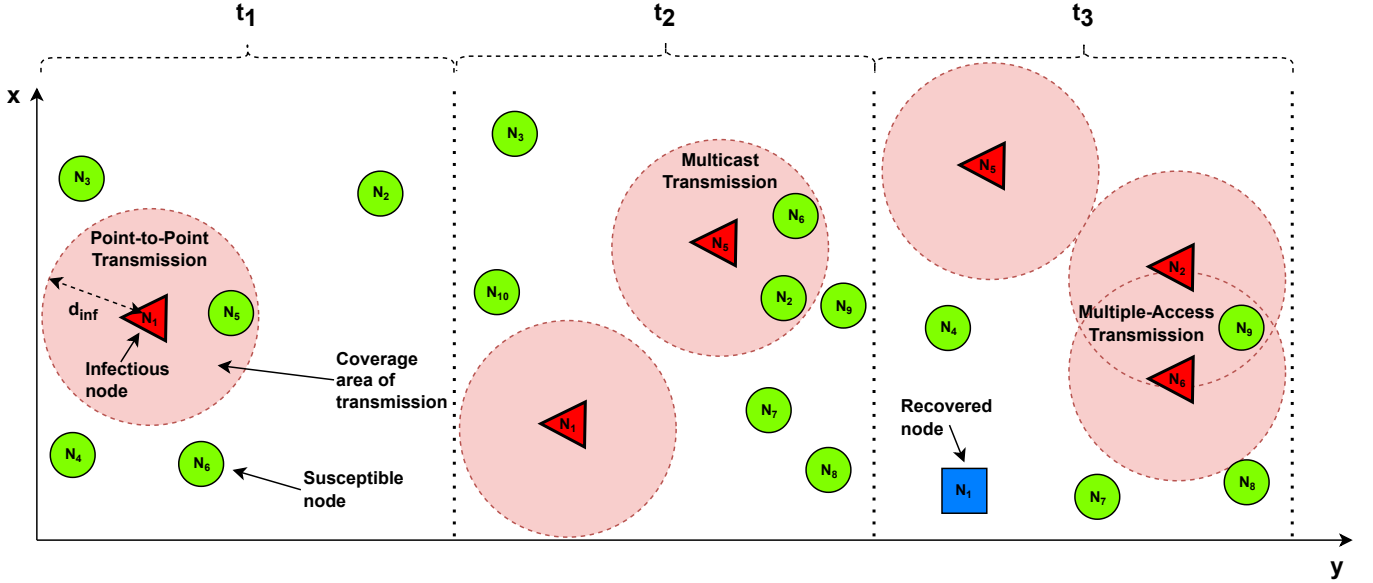 t1
t2
t3
x
N3
N2
Point-to-Point
Transmission
dinf
N1
N5
Infectious
node
Coverage
area of
transmission
N4
N6
Susceptible
node
N3
Multicast
Transmission
N6
N5
N10
N2
N9
N1
N7
N8
N5
N2
N4
Multiple-Access
Transmission
N9
N6
Recovered
node
N1
N7
N8
y